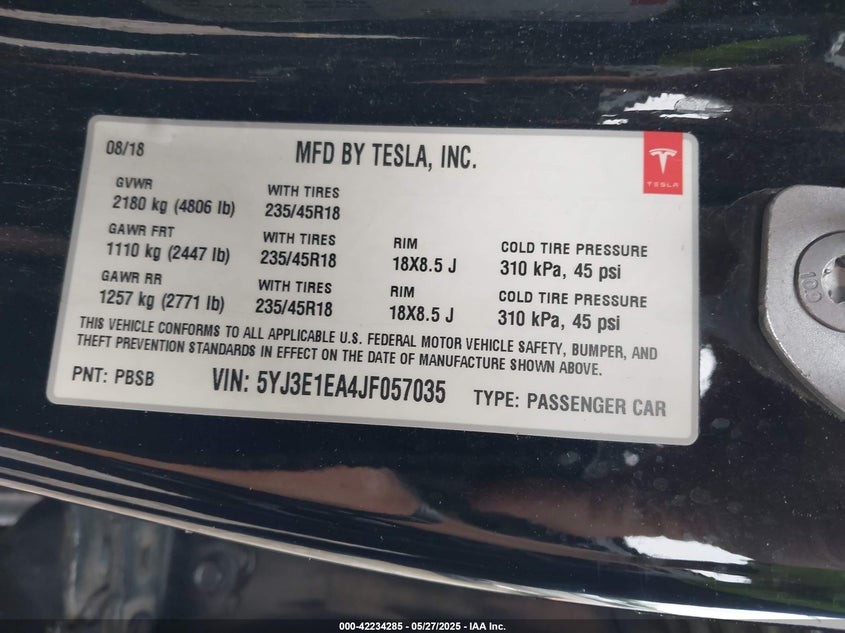 08/18 MFD BY TESLA, INC.
TESLA
GVWR WITH TIRES
2180 kg (4806 lb) 235/45R18
GAWR FRT WITH TIRES RIM COLD TIRE PRESSURE
1110 kg (2447 lb) 235/45R18 18X8.5 J 310 kPa, 45 psi
GAWR RR WITH TIRES RIM COLD TIRE PRESSURE
1257 kg (2771 lb) 235/45R18 18X8.5 J 310 kPa, 45 psi
THIS VEHICLE CONFORMS TO ALL APPLICABLE U.S. FEDERAL MOTOR VEHICLE SAFETY, BUMPER, AND
THEFT PREVENTION STANDARDS IN EFFECT ON THE DATE OF MANUFACTURE SHOWN ABOVE.
PNT: PBSB VIN: 5YJ3E1EA4JF057035 TYPE: PASSENGER CAR
10.9
000-42234285 - 05/27/2025 - IAA Inc.